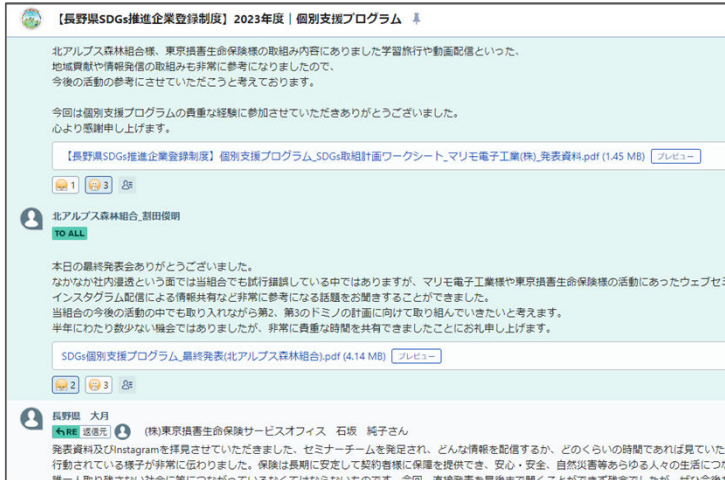 【長野県SDGs推進企業登録制度】2023年度｜個別支援プログラム
北アルプス森林組合様、東京損害生命保険様の取組み内容にありました学習旅行や動画配信といった、
地域貢献や情報発信の取組みも非常に参考になりましたので、
今後の活動の参考にさせていただこうと考えております。
今回は個別支援プログラムの貴重な経験に参加させていただきありがとうございました。
心より感謝申し上げます。
【長野県SDGs推進企業登録制度】個別支援プログラム_SDGs取組計画ワークシート_マリモ電子工業(株)_発表資料.pdf (1.45 MB) プレビュー
1 3
北アルプス森林組合_割田俊明
TO ALL
本日の最終発表会ありがとうございました。
なかなか社内浸透という面では当組合でも試行錯誤している中ではありますが、マリモ電子工業様や東京損害生命保険様の活動にあったウェブセミ
インスタグラム配信による情報共有など非常に参考になる話題をお聞きすることができました。
当組合の今後の活動の中でも取り入れながら第2、第3のドミノの計画に向けて取り組んでいきたいと考えます。
半年にわたり数少ない機会ではありましたが、非常に貴重な時間を共有できましたことにお礼申し上げます。
SDGs個別支援プログラム_最終発表(北アルプス森林組合).pdf (4.14 MB) プレビュー
2 3
長野県 大月
RE 返信元 (株)東京損害生命保険サービスオフィス 石坂 純子さん
発表資料及びInstagramを拝見させていただきました、セミナーチームを発足され、どんな情報を配信するか、どのくらいの時間であれば見ていた
行動されている様子が非常に伝わりました。保険は長期に安定して契約者様に保障を提供でき、安心・安全、自然災害等あらゆる人々の生活につ